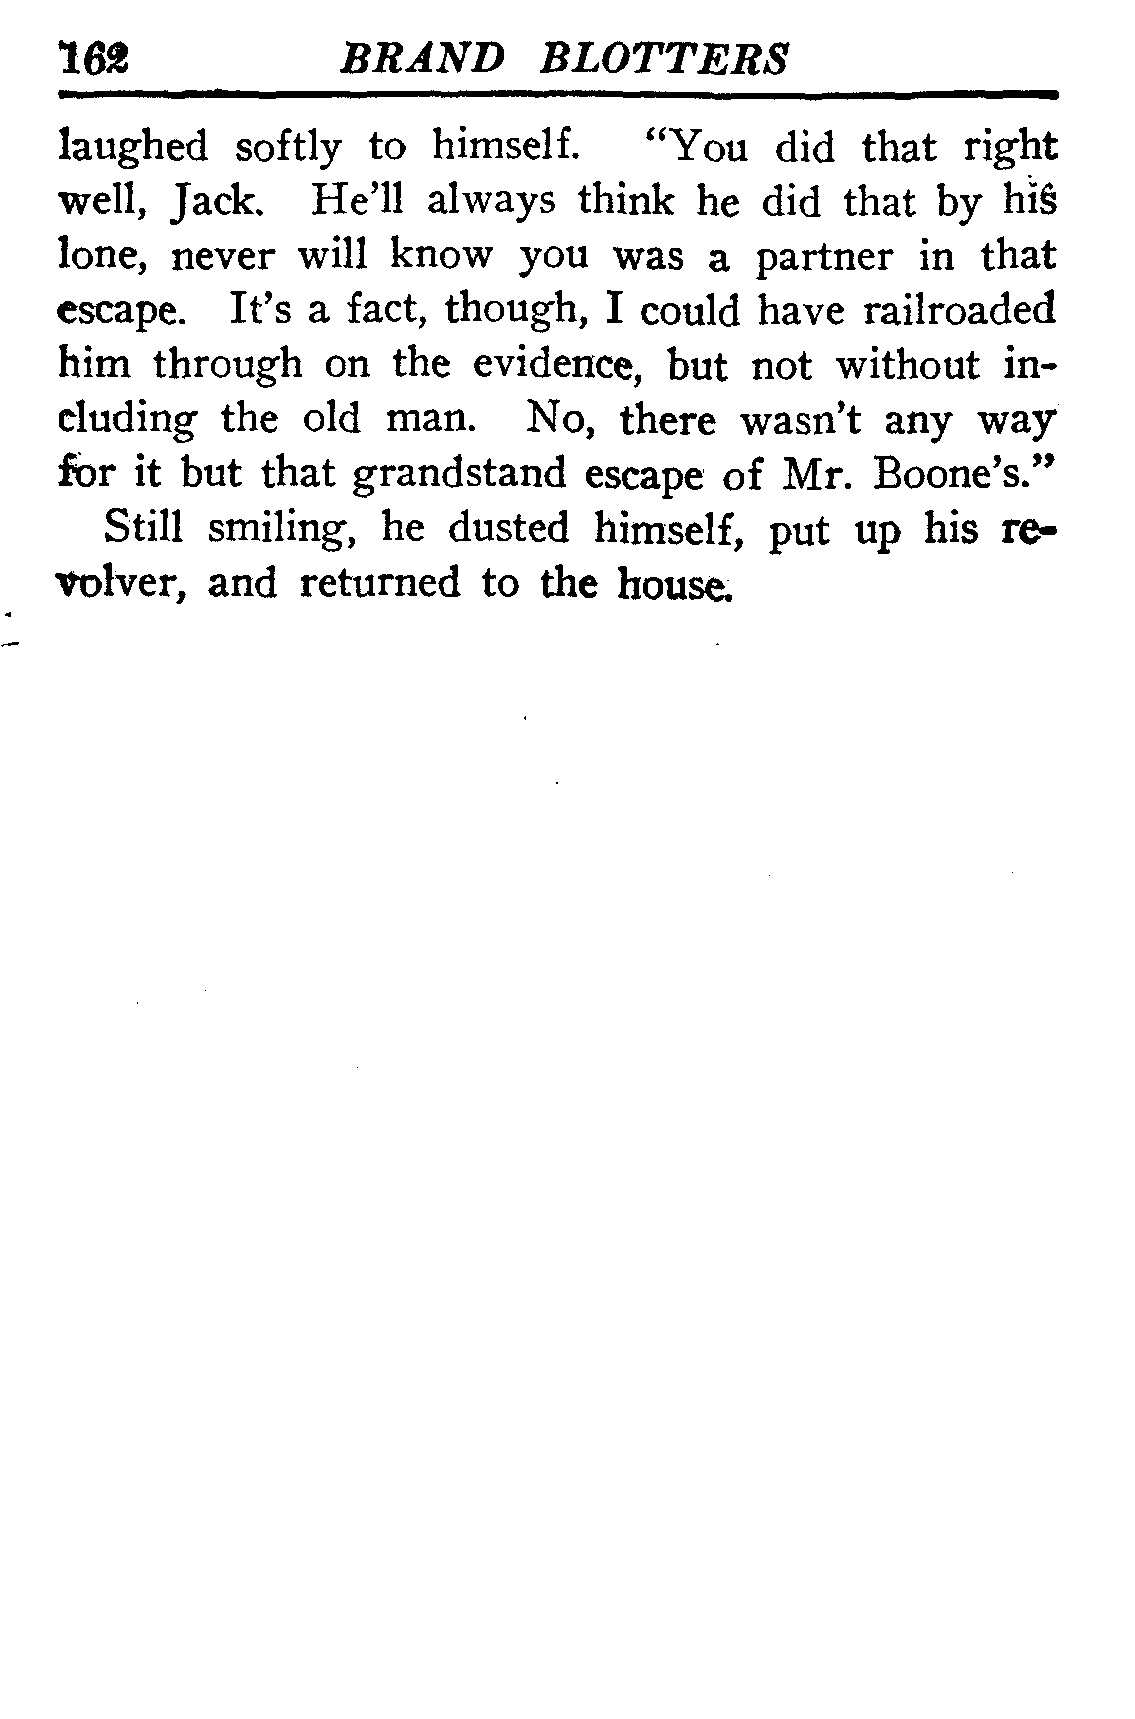 162 BRAND BLOTTERS
laughed softly to himself. “You did that right
well, Jack. He'll always think he did that by his
lone, never will know you was a partner in that
escape. It's a fact, though, I could have railroaded
him through on the evidence, but not without in-
cluding the old man. No, there wasn't any way
for it but that grandstand escape of Mr. Boone's.”
Still smiling, he dusted himself, put up his re-
volver, and returned to the house.